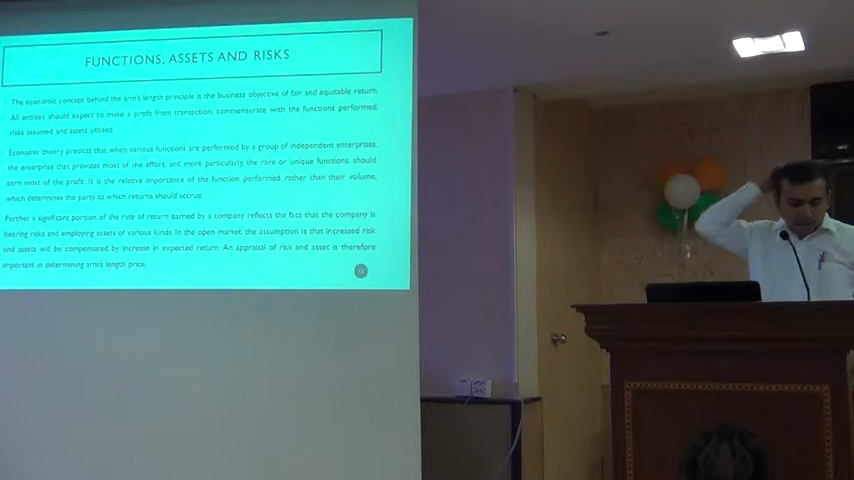 FUNCTIONS, ASSETS AND RISKS
The economic concept behind the arm's length principle is the business objective of fair and equitable return.
All entities should expect to make a profit from transaction, commensurate with the functions performed,
risks assumed and assets utilised
Economic theory predicts that when various functions are performed by a group of independent enterprises,
the enterprise that provides most of the effort, and more particularly, the rare or unique functions, should
earn most of the profit. It is the relative importance of the function performed, rather than their volume,
which determines the party to which returns should accrue.
Further a significant portion of the rate of return earned by a company reflects the fact that the company is
bearing risks and employing assets of various kinds. In the open market, the assumption is that increased risk
and assets will be compensated by increase in expected return. An appraisal of risk and asset is therefore
important in determining arm's length price.